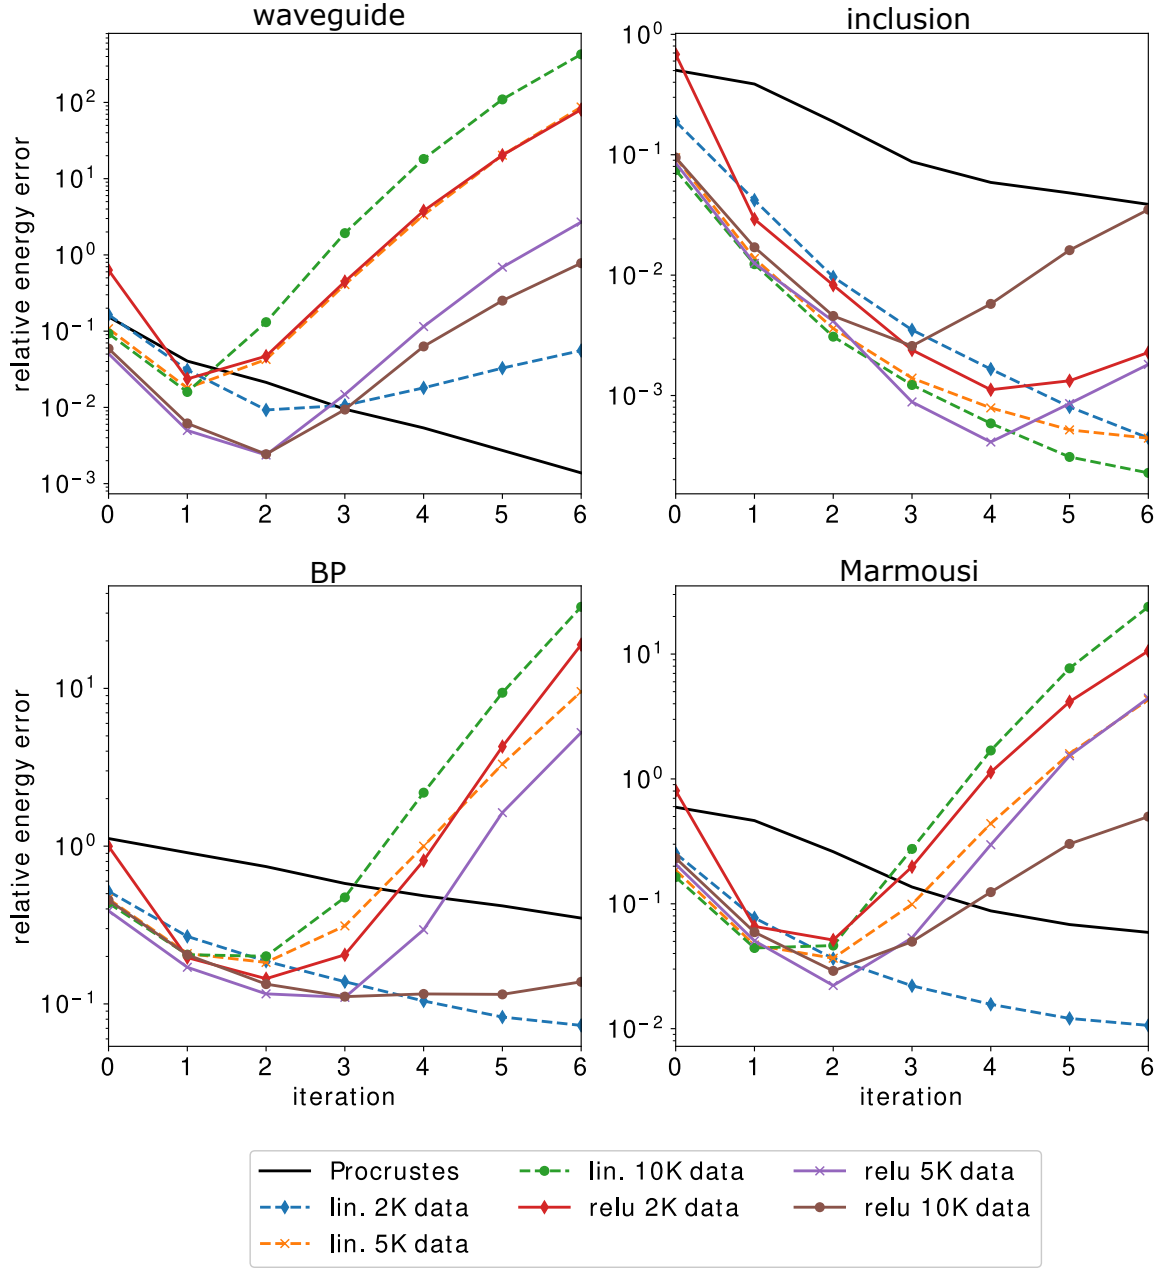 waveguide
inclusion
relative energy error
10^2
10^1
10^0
10^-1
10^-2
10^-3
0 1 2 3 4 5 6
10^0
10^-1
10^-2
10^-3
0 1 2 3 4 5 6
BP
Marmousi
relative energy error
10^1
10^0
10^-1
0 1 2 3 4 5 6
iteration
10^1
10^0
10^-1
10^-2
0 1 2 3 4 5 6
iteration
Procrustes
lin. 2K data
lin. 5K data
lin. 10K data
relu 2K data
relu 5K data
relu 10K data